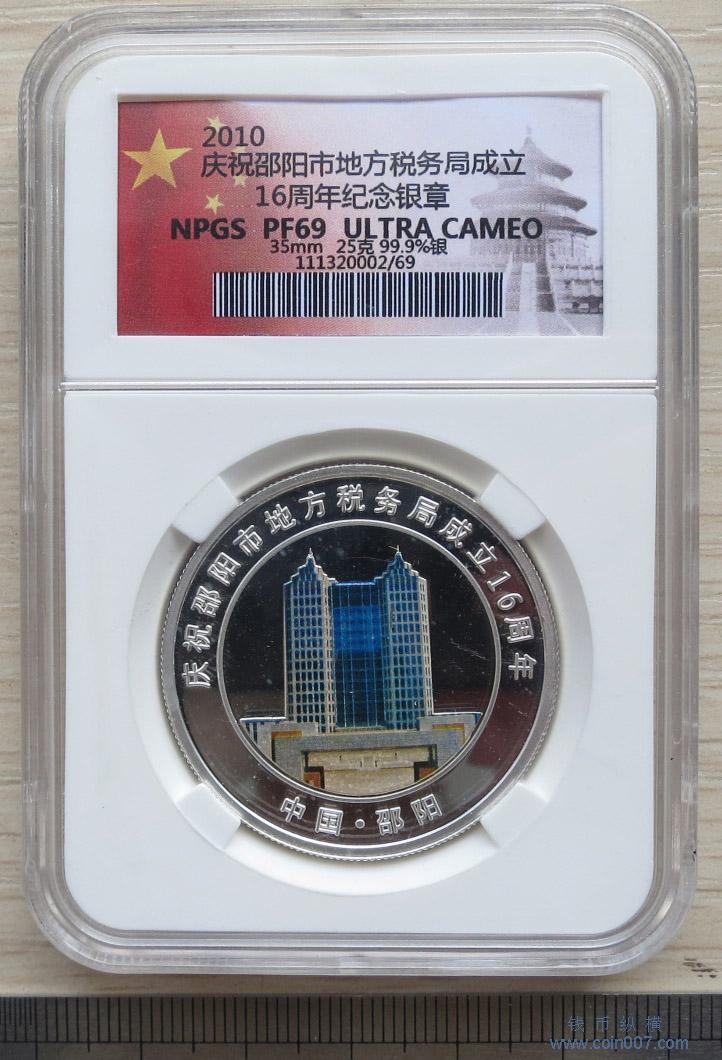 2010
庆祝邵阳市地方税务局成立
16周年纪念银章
NPGS PF69 ULTRA CAMEO
35mm 25克 99.9%银
111320002/69
庆祝邵阳市地方税务局成立16周年
中国·邵阳
钱币纵横
www.coin007.com